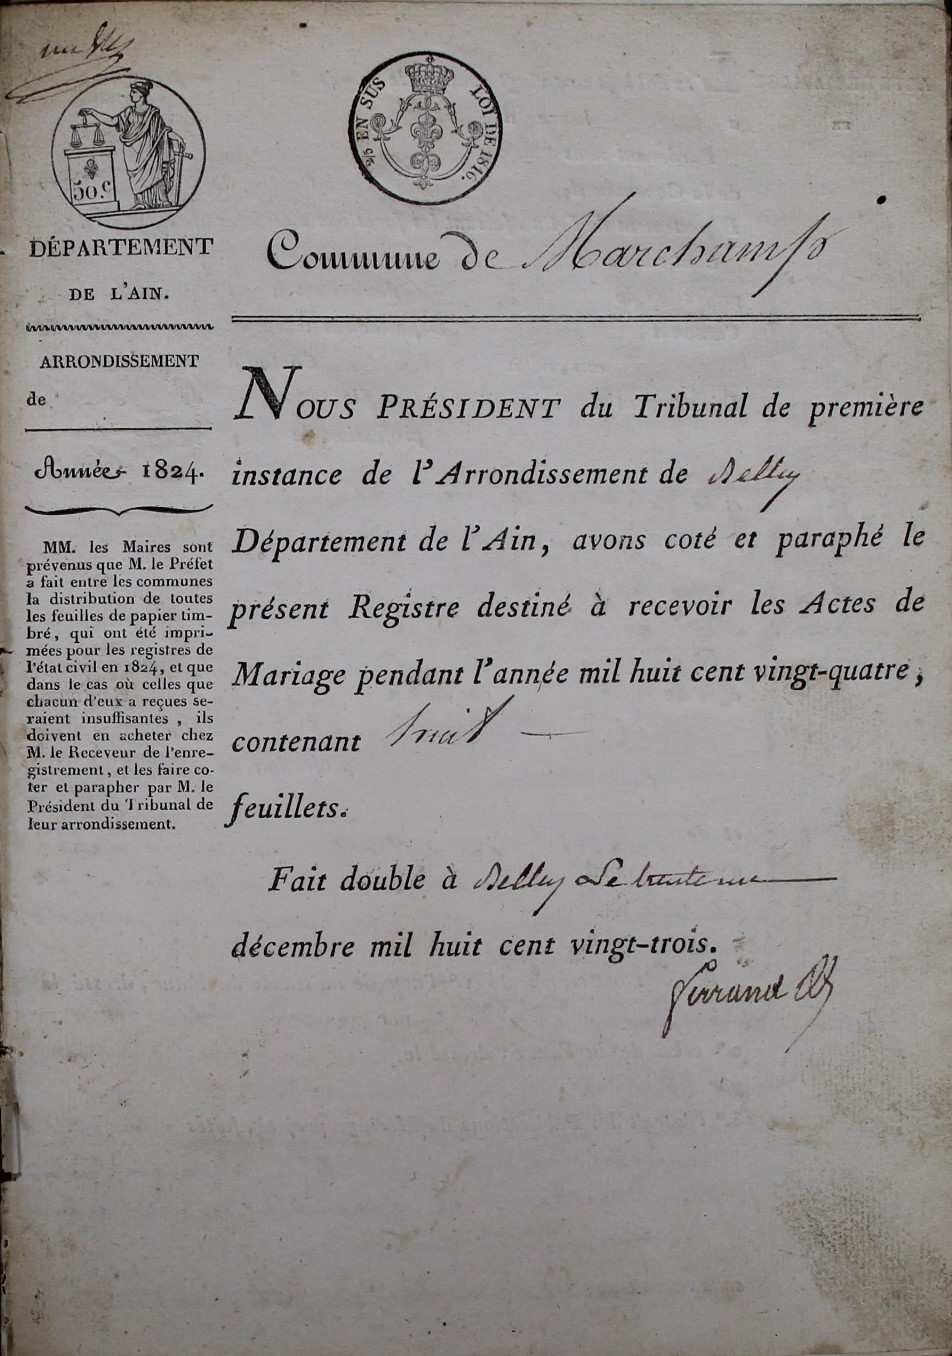 50.c
2/5 EN SUS LOI DE 1816.
DÉPARTEMENT
DE L'AIN.
ARRONDISSEMENT
de
Année 1824.
MM. les Maires sont
prévenus que M. le Préfet
a fait entre les communes
la distribution de toutes
les feuilles de papier tim-
bré, qui ont été impri-
mées pour les registres de
l'état civil en 1824, et que
dans le cas où celles que
chacun d'eux a reçues se-
raient insuffisantes, ils
doivent en acheter chez
M. le Receveur de l'enre-
gistrement, et les faire co-
ter et parapher par M. le
Président du Tribunal de
leur arrondissement.
Commune de Marchamp
NOUS PRÉSIDENT du Tribunal de première
instance de l'Arrondissement de Belley
Département de l'Ain, avons coté et paraphé le
présent Registre destiné à recevoir les Actes de
Mariage pendant l'année mil huit cent vingt-quatre,
contenant huit
feuillets.
Fait double à Belley Le trente un
décembre mil huit cent vingt-trois.
Ferrand